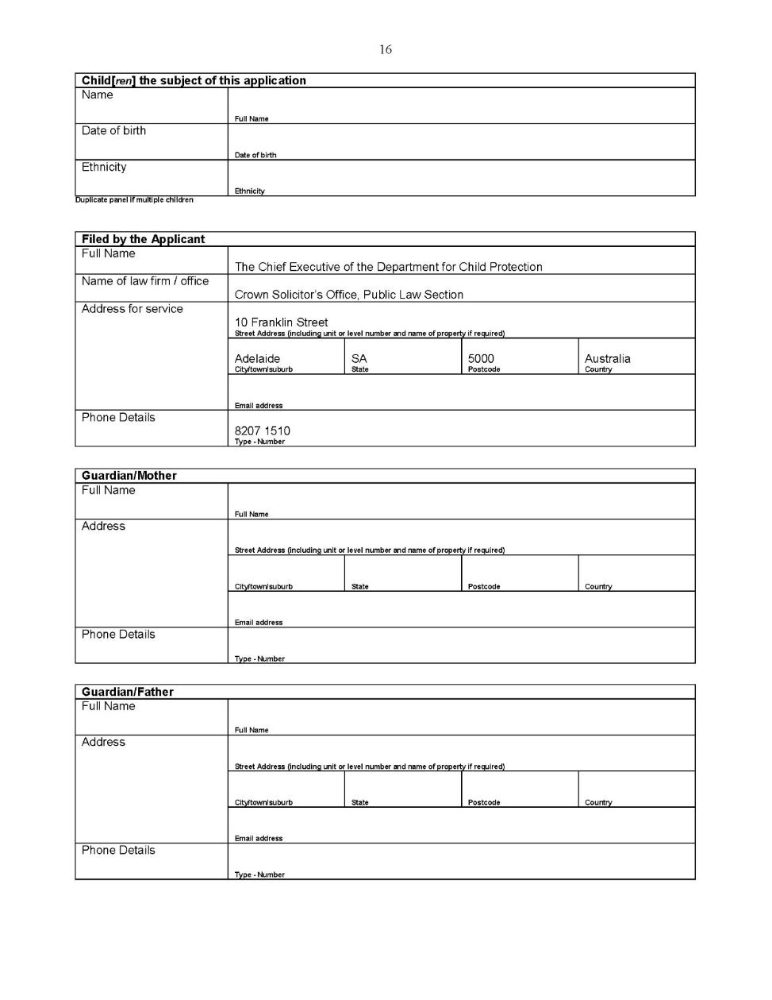 16
Child[ren] the subject of this application
Name
Full Name
Date of birth
Date of birth
Ethnicity
Ethnicity
Duplicate panel if multiple children
Filed by the Applicant
Full Name
The Chief Executive of the Department for Child Protection
Name of law firm / office
Crown Solicitor's Office, Public Law Section
Address for service
10 Franklin Street
Street Address (including unit or level number and name of property if required)
Adelaide SA 5000 Australia
City/town/suburb State Postcode Country
Email address
Phone Details
8207 1510
Type - Number
Guardian/Mother
Full Name
Full Name
Address
Street Address (including unit or level number and name of property if required)
City/town/suburb State Postcode Country
Email address
Phone Details
Type - Number
Guardian/Father
Full Name
Full Name
Address
Street Address (including unit or level number and name of property if required)
City/town/suburb State Postcode Country
Email address
Phone Details
Type - Number